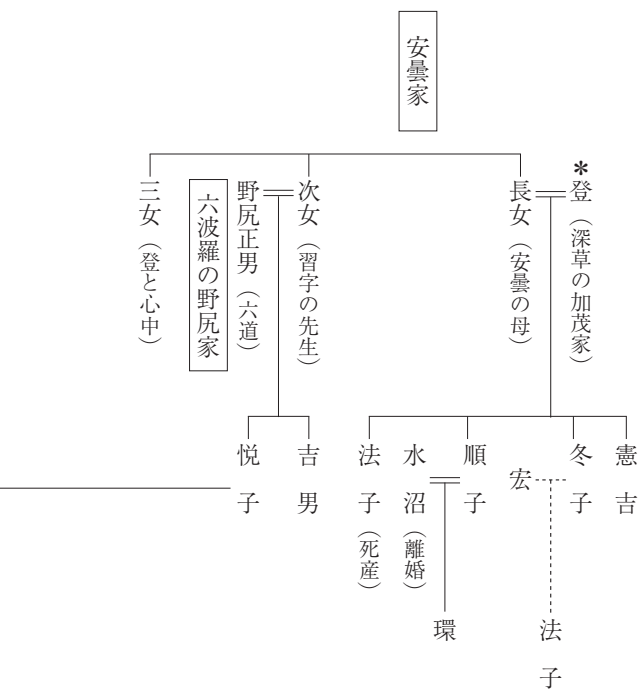 安曇家
*登（深草の加茂家）
長女（安曇の母）
次女（習字の先生）
野尻正男（六道）
六波羅の野尻家
三女（登と心中）
憲吉
冬子
宏
順子
水沼（離婚）
法子（死産）
吉男
悦子
法子
環